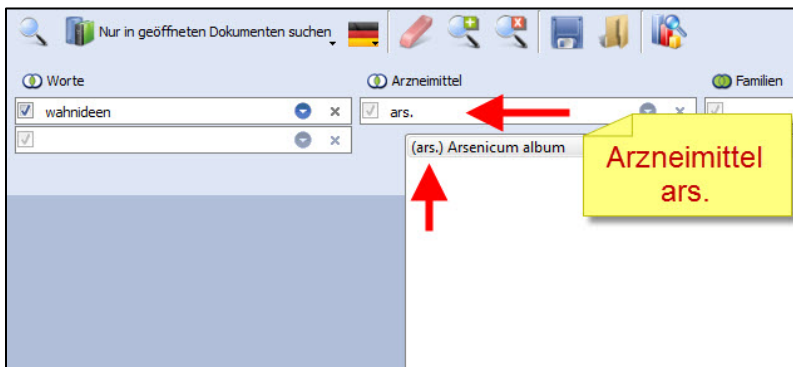 Nur in geöffneten Dokumenten suchen
Worte
Arzneimittel
Familien
wahnideen
ars.
(ars.) Arsenicum album
Arzneimittel
ars.